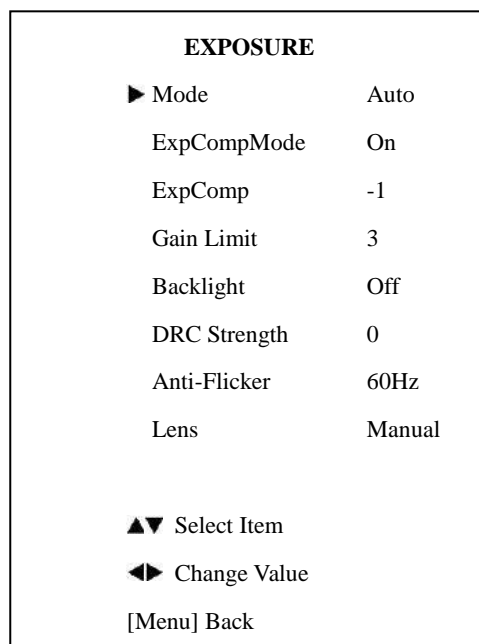 EXPOSURE
▶ Mode Auto
ExpCompMode On
ExpComp -1
Gain Limit 3
Backlight Off
DRC Strength 0
Anti-Flicker 60Hz
Lens Manual
▲▼ Select Item
◀▶ Change Value
[Menu] Back